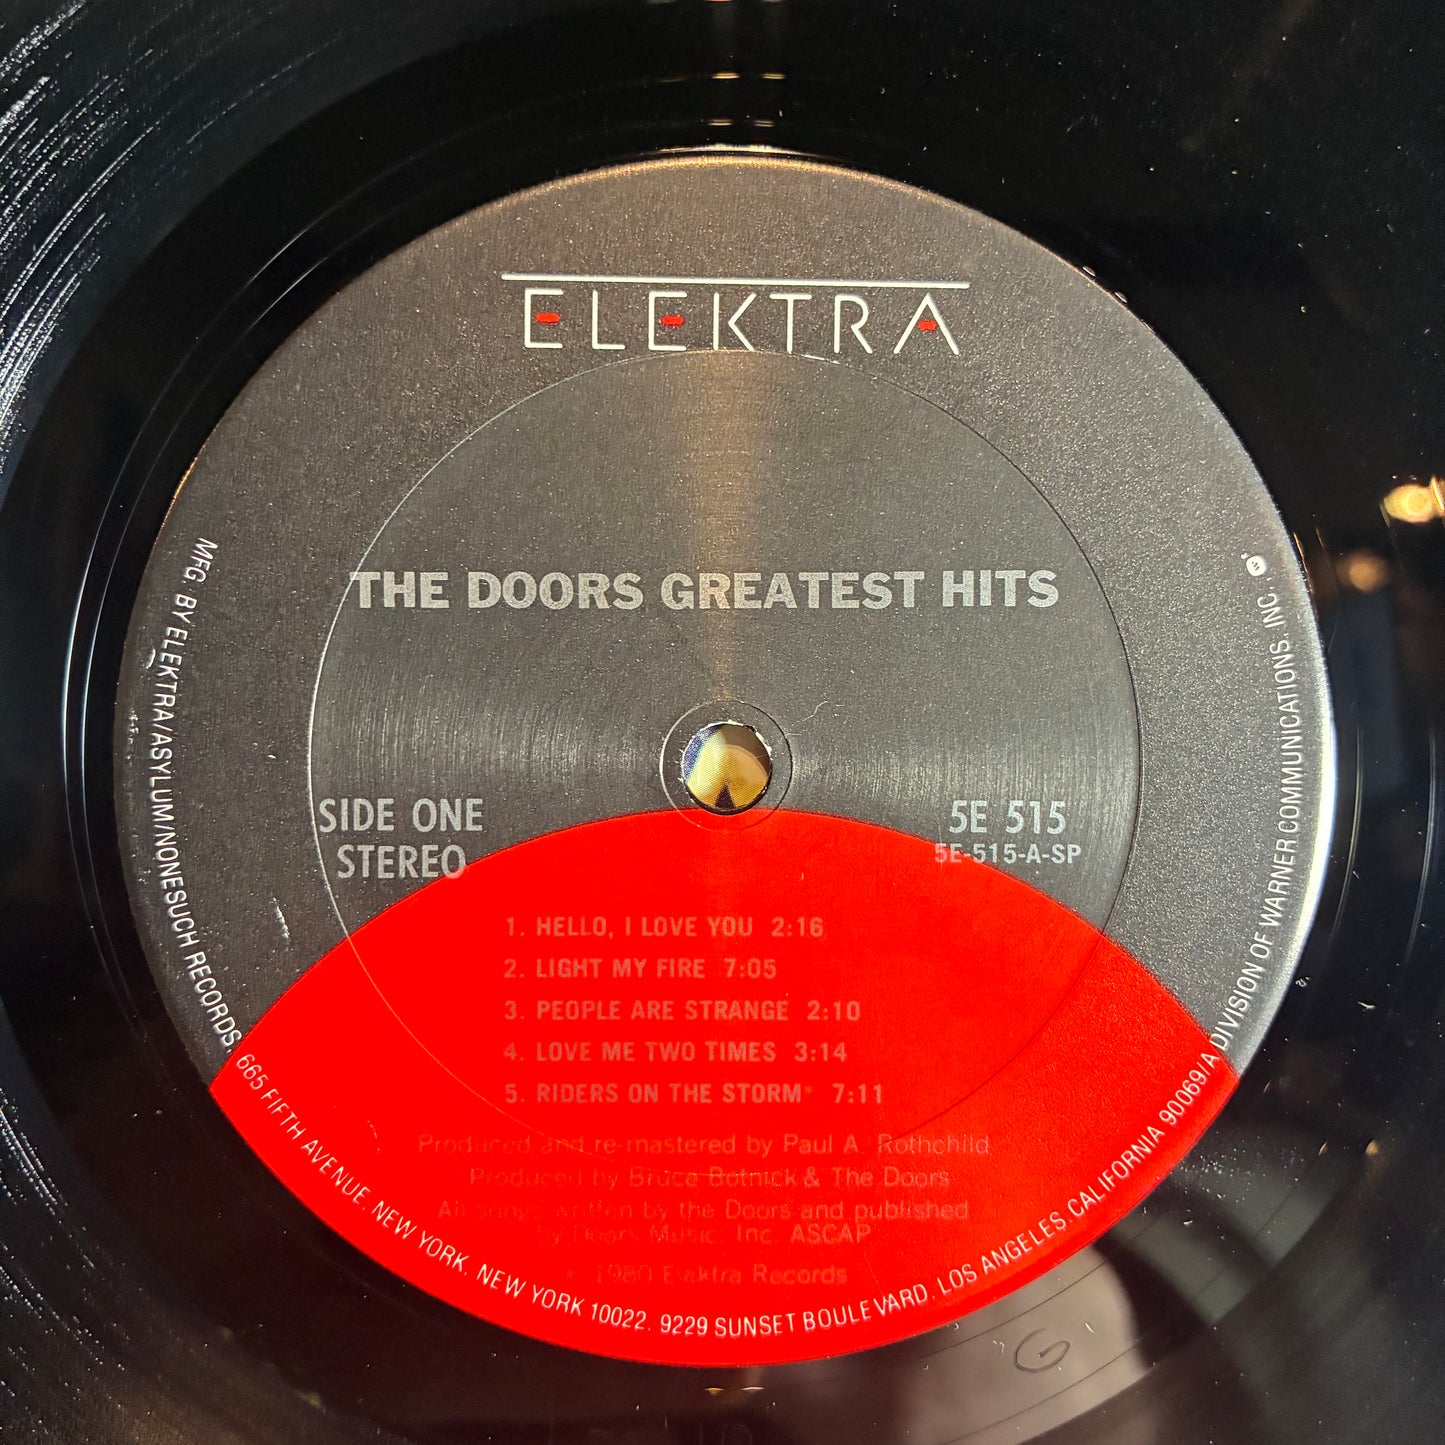 ELEKTRA
THE DOORS GREATEST HITS
SIDE ONE
STEREO
5E 515
5E-515-A-SP
1. HELLO, I LOVE YOU 2:16
2. LIGHT MY FIRE 7:05
3. PEOPLE ARE STRANGE 2:10
4. LOVE ME TWO TIMES 3:14
5. RIDERS ON THE STORM* 7:11
Produced and re-mastered by Paul A. Rothchild
*Produced by Bruce Botnick & The Doors
All songs written by the Doors and published
by Doors Music, Inc. ASCAP
1980 Elektra Records
MFG. BY ELEKTRA/ASYLUM/NONESUCH RECORDS, 665 FIFTH AVENUE, NEW YORK, NEW YORK 10022. 9229 SUNSET BOULEVARD, LOS ANGELES, CALIFORNIA 90069/A DIVISION OF WARNER COMMUNICATIONS, INC.
G